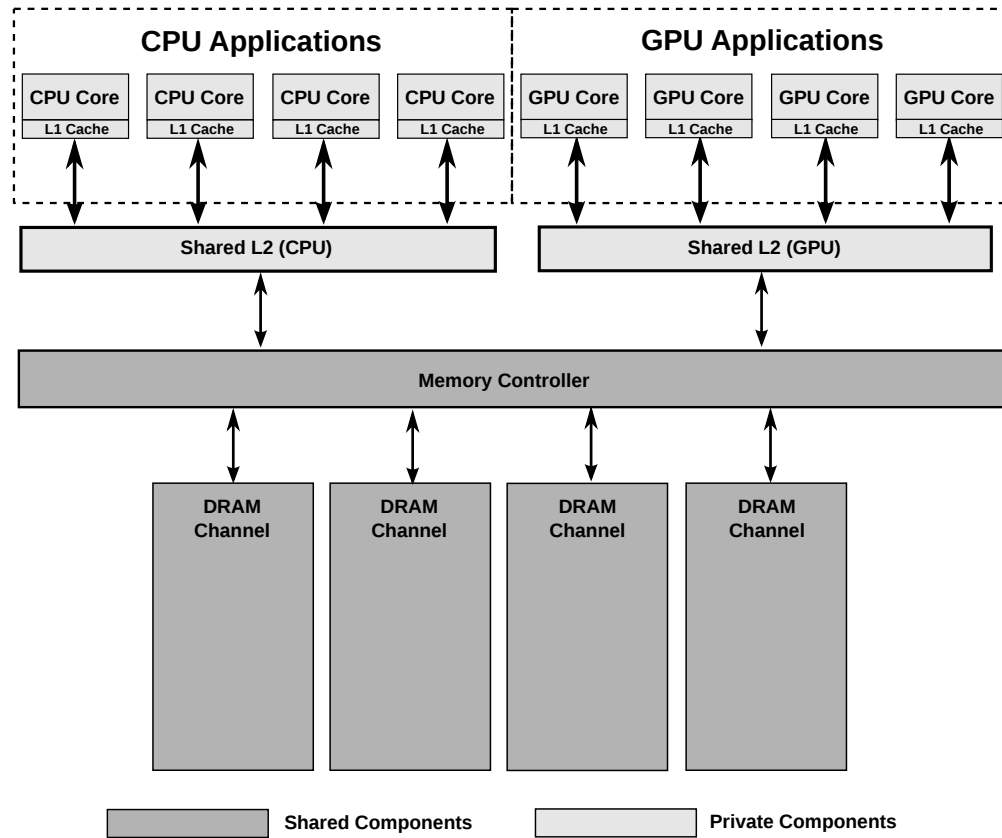 CPU Applications
GPU Applications
CPU Core
CPU Core
CPU Core
CPU Core
GPU Core
GPU Core
GPU Core
GPU Core
L1 Cache
L1 Cache
L1 Cache
L1 Cache
L1 Cache
L1 Cache
L1 Cache
L1 Cache
Shared L2 (CPU)
Shared L2 (GPU)
Memory Controller
DRAM
Channel
DRAM
Channel
DRAM
Channel
DRAM
Channel
Shared Components
Private Components